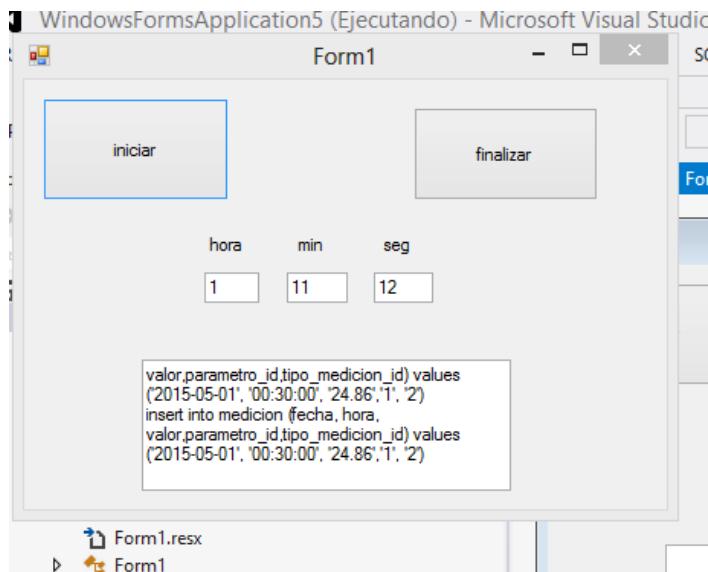 WindowsFormsApplication5 (Ejecutando) - Microsoft Visual Studio
Form1
iniciar
finalizar
hora min seg
1 11 12
valor,parametro_id,tipo_medicion_id) values
('2015-05-01', '00:30:00', '24.86','1', '2')
insert into medicion (fecha, hora,
valor,parametro_id,tipo_medicion_id) values
('2015-05-01', '00:30:00', '24.86','1', '2')
Form1.resx
Form1